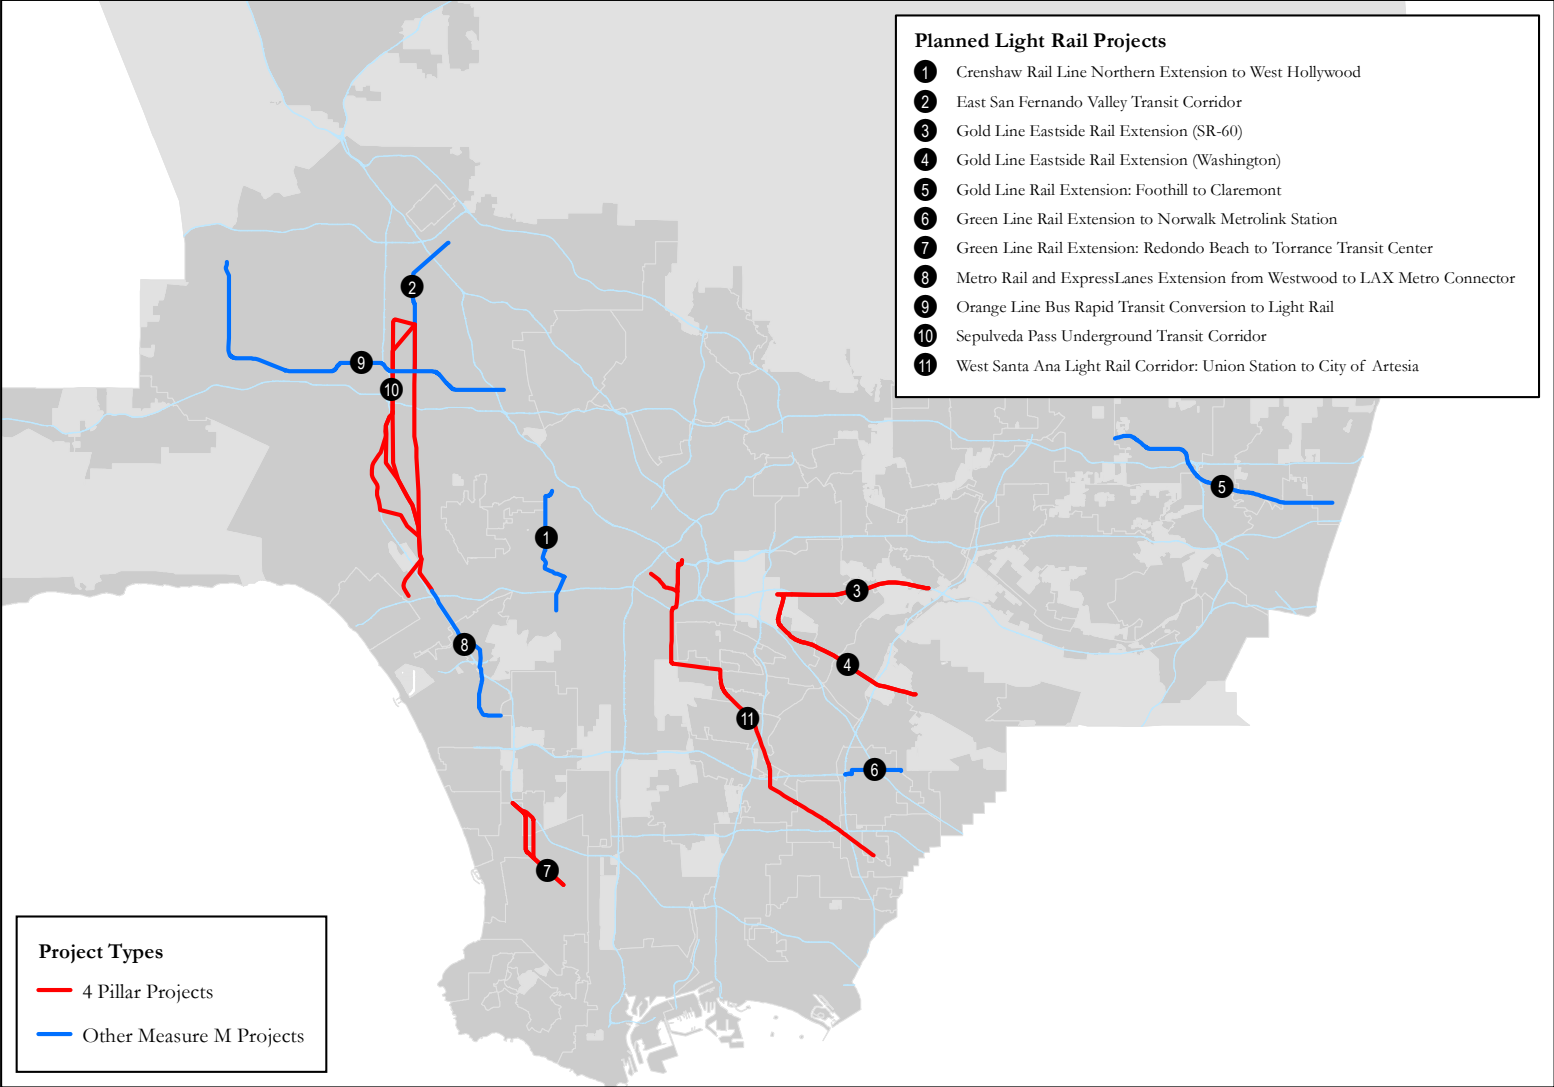 Planned Light Rail Projects
1 Crenshaw Rail Line Northern Extension to West Hollywood
2 East San Fernando Valley Transit Corridor
3 Gold Line Eastside Rail Extension (SR-60)
4 Gold Line Eastside Rail Extension (Washington)
5 Gold Line Rail Extension: Foothill to Claremont
6 Green Line Rail Extension to Norwalk Metrolink Station
7 Green Line Rail Extension: Redondo Beach to Torrance Transit Center
8 Metro Rail and ExpressLanes Extension from Westwood to LAX Metro Connector
9 Orange Line Bus Rapid Transit Conversion to Light Rail
10 Sepulveda Pass Underground Transit Corridor
11 West Santa Ana Light Rail Corridor: Union Station to City of Artesia
2
9
10
5
1
3
8
4
11
6
7
Project Types
4 Pillar Projects
Other Measure M Projects